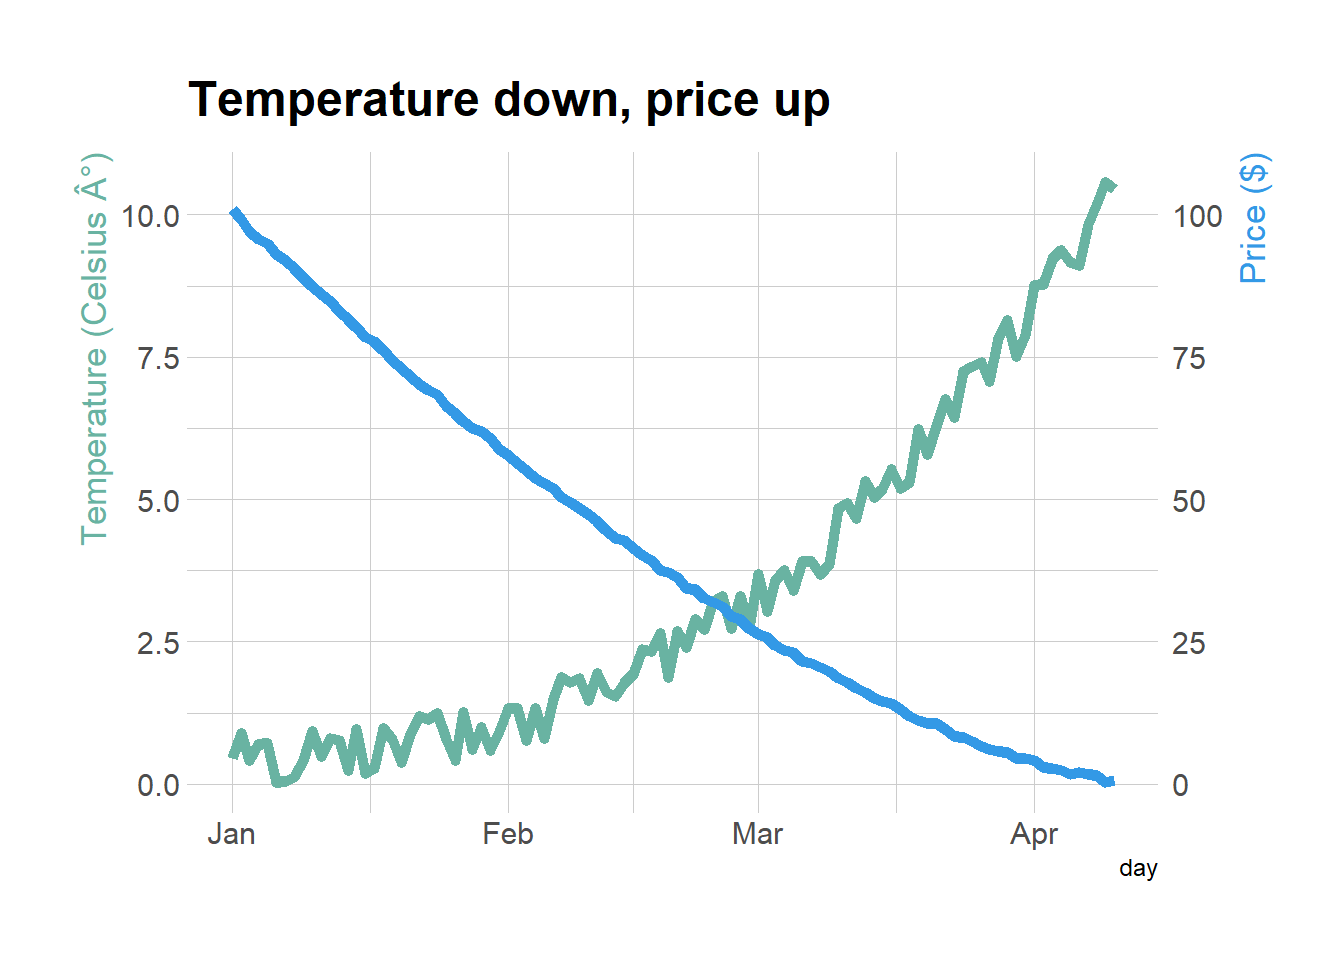 Temperature down, price up
Temperature (Celsius Â°)
Price ($)
10.0
7.5
5.0
2.5
0.0
100
75
50
25
0
Jan Feb Mar Apr
day